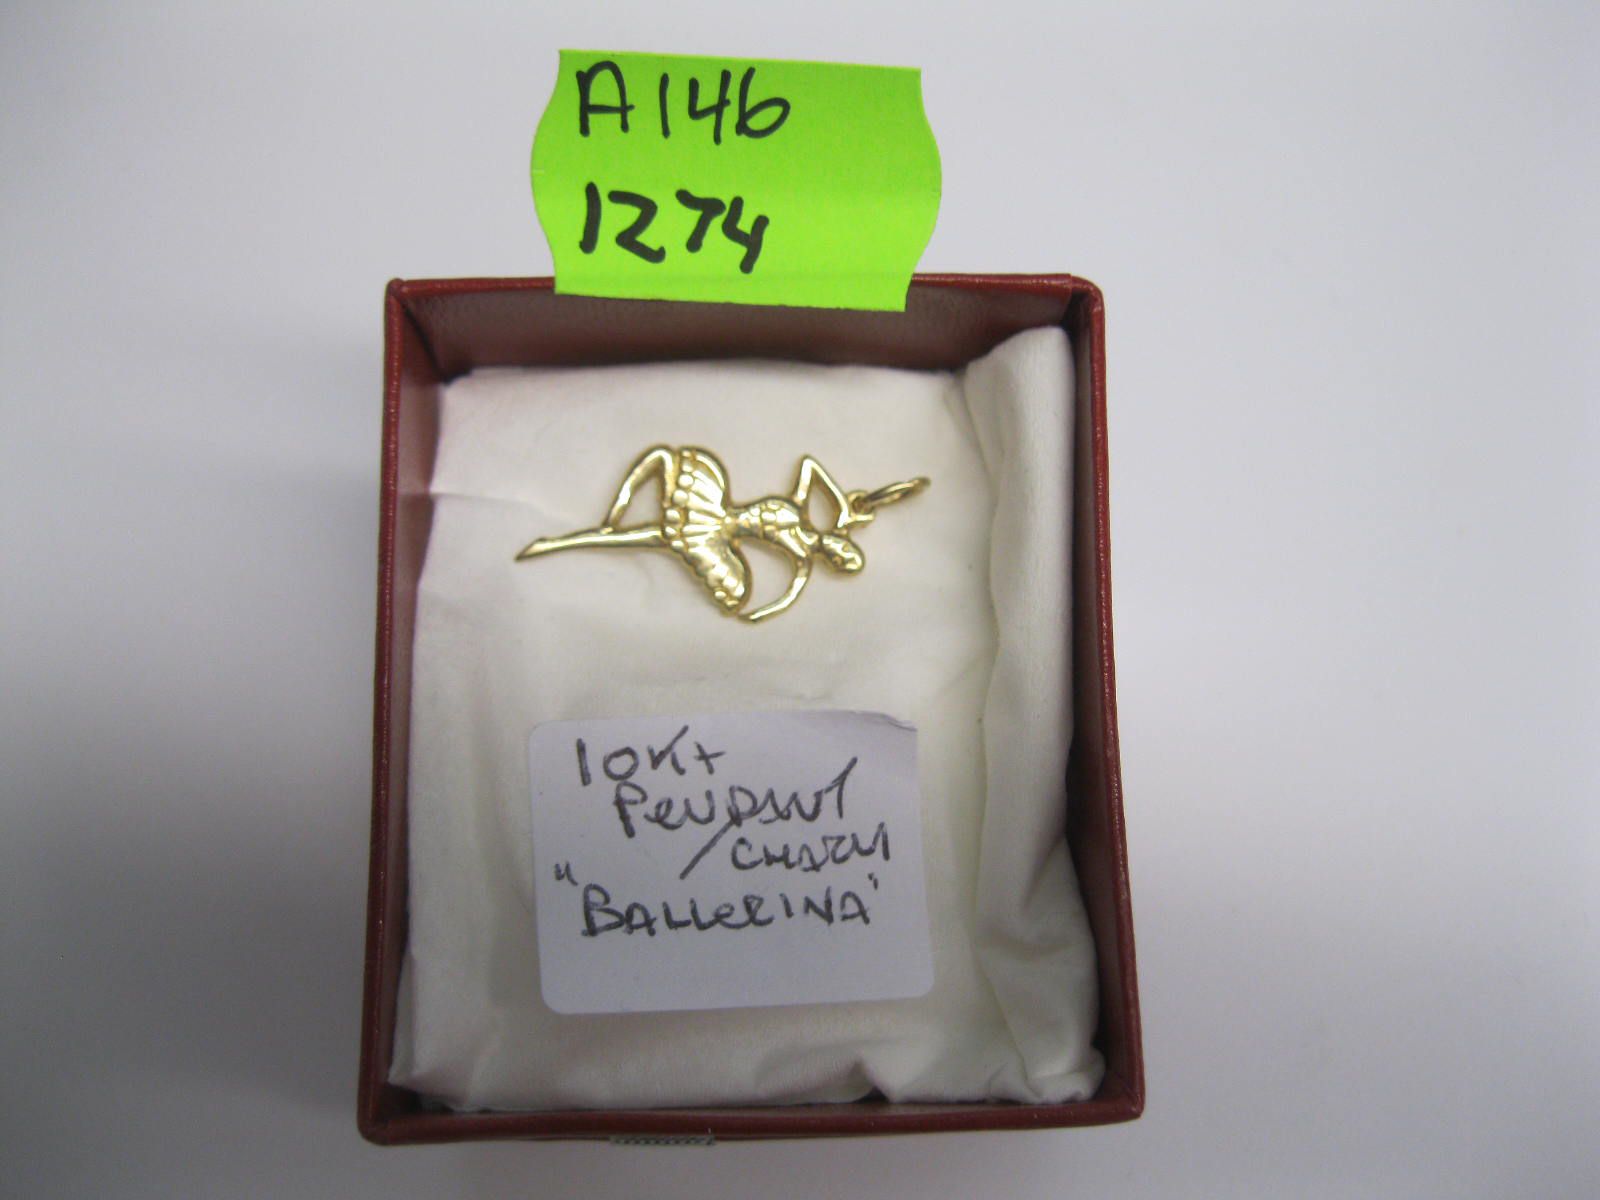 A146
1274
10Kt
PeNDANT
/ CHARM
"BALLeRINA"